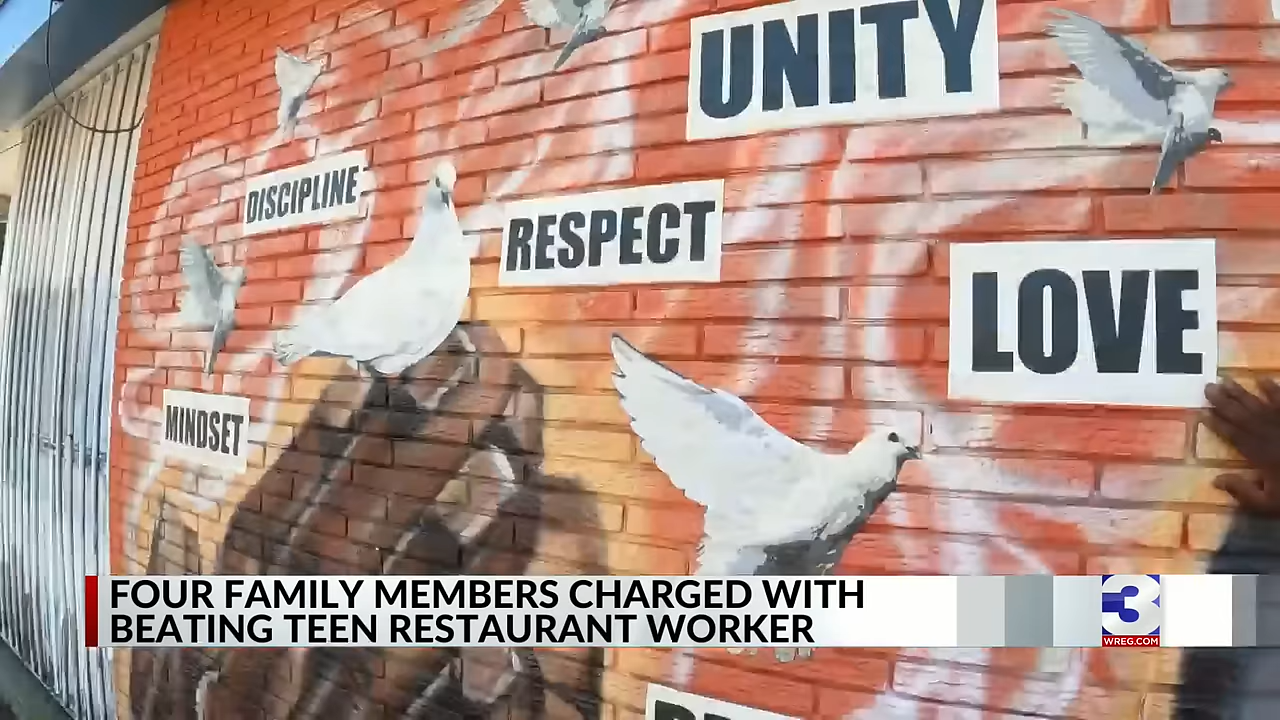 UNITY
DISCIPLINE
RESPECT
LOVE
MINDSET
FOUR FAMILY MEMBERS CHARGED WITH
BEATING TEEN RESTAURANT WORKER
3
WREG.COM